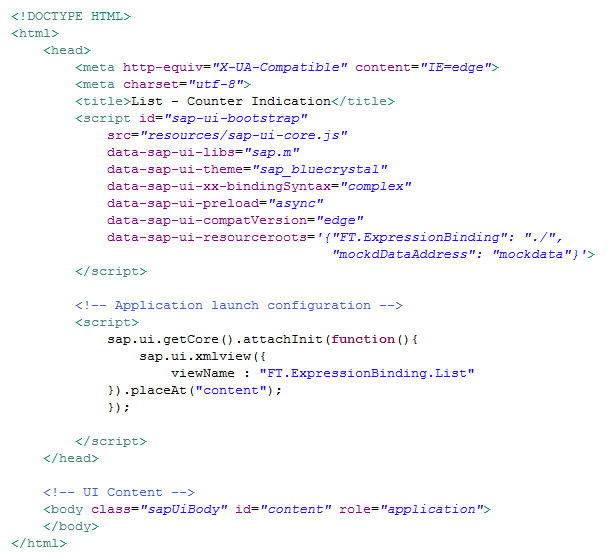 <!DOCTYPE HTML>
<html>
    <head>
        <meta http-equiv="X-UA-Compatible" content="IE=edge">
        <meta charset="utf-8">
        <title>List - Counter Indication</title>
        <script id="sap-ui-bootstrap"
            src="resources/sap-ui-core.js"
            data-sap-ui-libs="sap.m"
            data-sap-ui-theme="sap_bluecrystal"
            data-sap-ui-xx-bindingSyntax="complex"
            data-sap-ui-preload="async"
            data-sap-ui-compatVersion="edge"
            data-sap-ui-resourceroots='{"FT.ExpressionBinding": "./",
                                        "mockdDataAddress": "mockdata"}'>
        </script>

        <!-- Application launch configuration -->
        <script>
            sap.ui.getCore().attachInit(function(){
                sap.ui.xmlview({
                    viewName : "FT.ExpressionBinding.List"
            }).placeAt("content");
            });

        </script>
    </head>

    <!-- UI Content -->
    <body class="sapUiBody" id="content" role="application">
    </body>
</html>